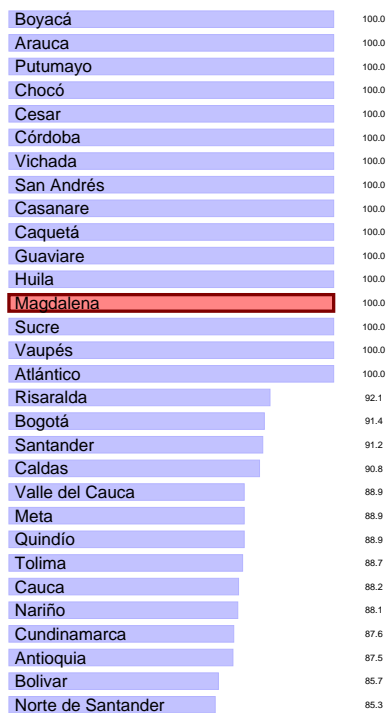 Boyacá 100.0
Arauca 100.0
Putumayo 100.0
Chocó 100.0
Cesar 100.0
Córdoba 100.0
Vichada 100.0
San Andrés 100.0
Casanare 100.0
Caquetá 100.0
Guaviare 100.0
Huila 100.0
Magdalena 100.0
Sucre 100.0
Vaupés 100.0
Atlántico 100.0
Risaralda 92.1
Bogotá 91.4
Santander 91.2
Caldas 90.8
Valle del Cauca 88.9
Meta 88.9
Quindío 88.9
Tolima 88.7
Cauca 88.2
Nariño 88.1
Cundinamarca 87.6
Antioquia 87.5
Bolivar 85.7
Norte de Santander 85.3